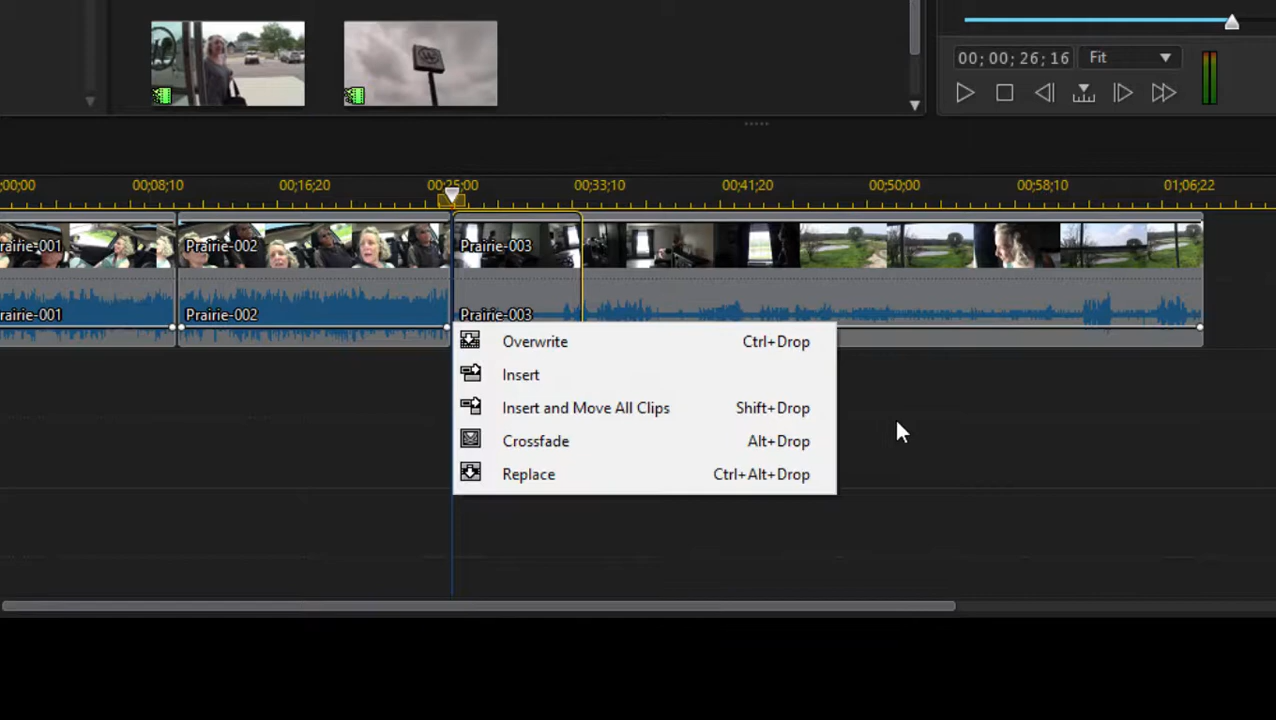 00; 00; 26; 16
Fit
;00;00
00;08;10
00;16;20
00;25;00
00;33;10
00;41;20
00;50;00
00;58;10
01;06;22
rairie-001
Prairie-002
Prairie-003
rairie-001
Prairie-002
Prairie-003
Overwrite Ctrl+Drop
Insert
Insert and Move All Clips Shift+Drop
Crossfade Alt+Drop
Replace Ctrl+Alt+Drop